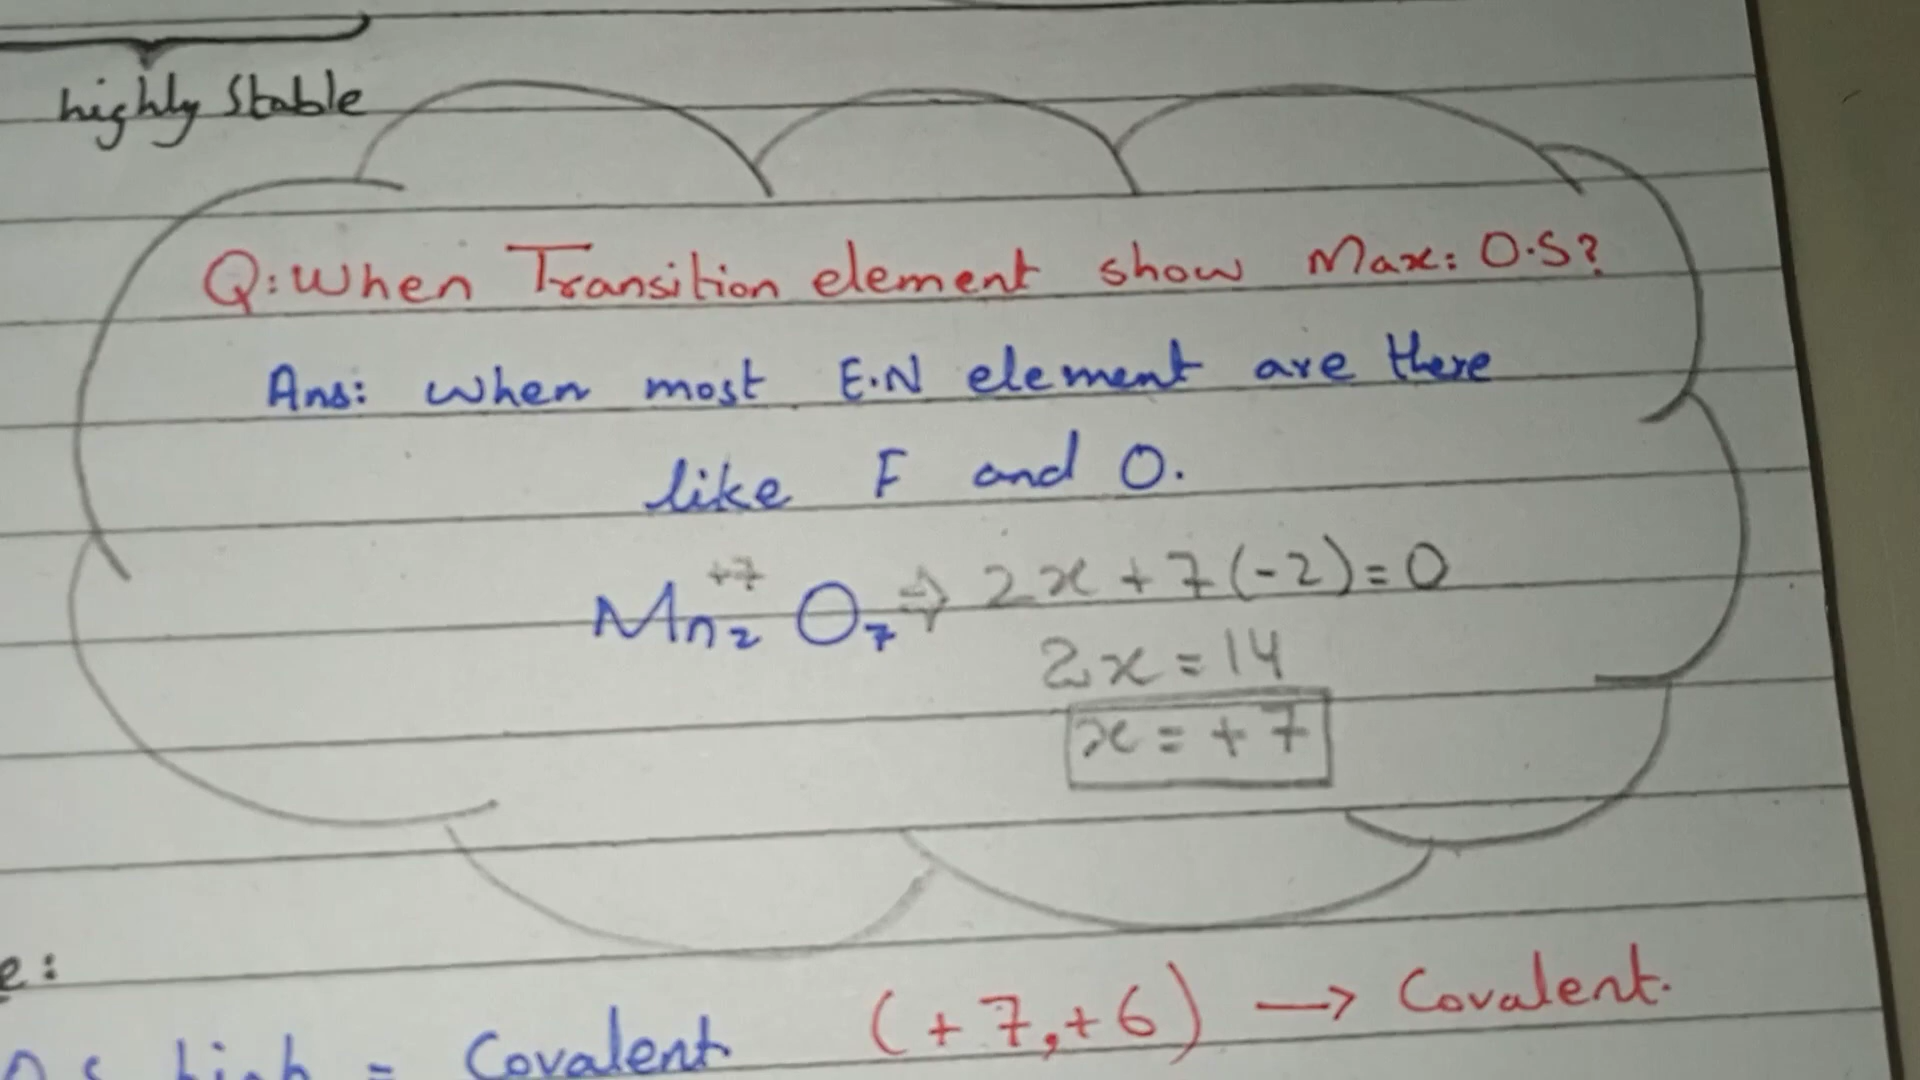 highly Stable
Q: When Transition element show Max: O.S?
Ans: when most E.N element are there
like F and O.
Mn₂⁺⁷ O₇ ⇒ 2x + 7(-2) = 0
2x = 14
x = + 7
e:
high = Covalent (+7,+6) → Covalent.